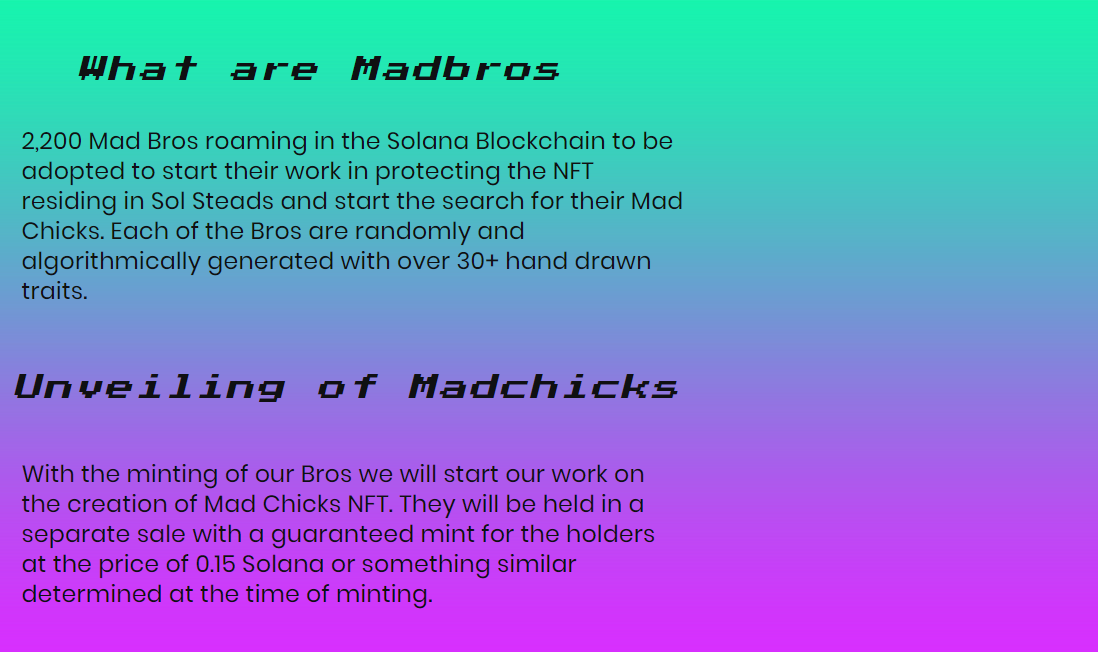 What are Madbros
2,200 Mad Bros roaming in the Solana Blockchain to be
adopted to start their work in protecting the NFT
residing in Sol Steads and start the search for their Mad
Chicks. Each of the Bros are randomly and
algorithmically generated with over 30+ hand drawn
traits.
Unveiling of Madchicks
With the minting of our Bros we will start our work on
the creation of Mad Chicks NFT. They will be held in a
separate sale with a guaranteed mint for the holders
at the price of 0.15 Solana or something similar
determined at the time of minting.